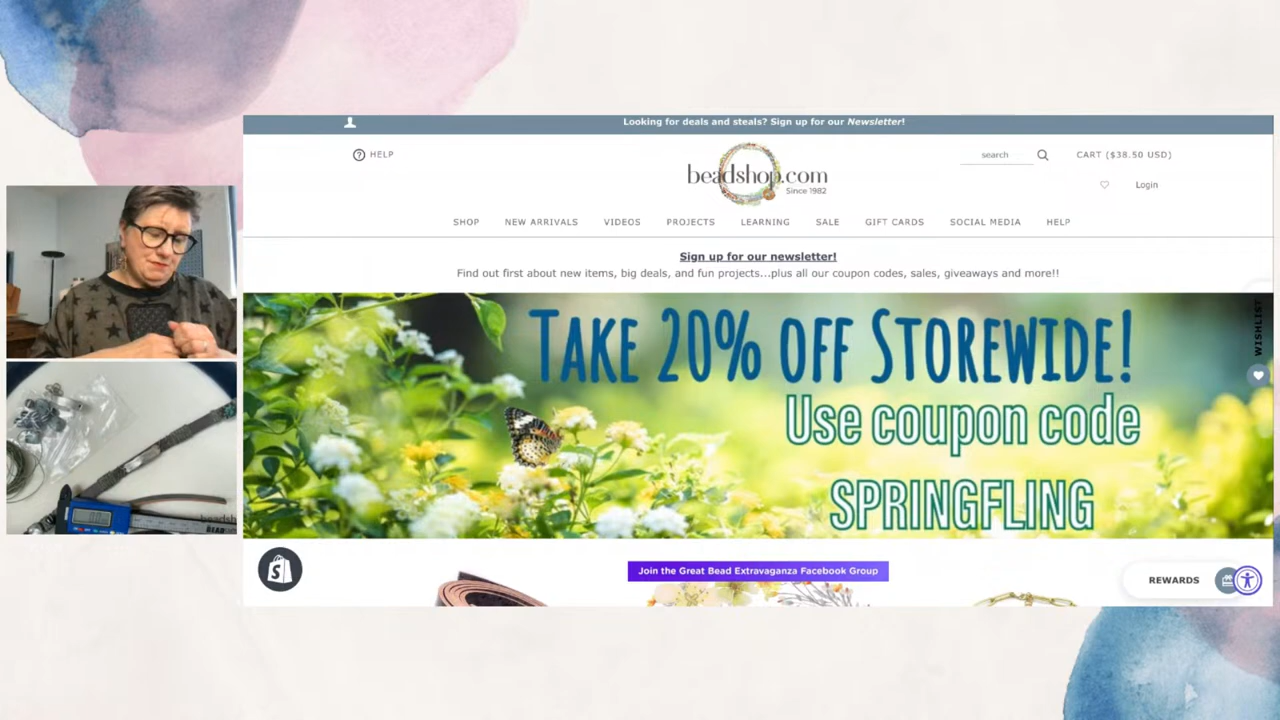 Looking for deals and steals? Sign up for our Newsletter!
HELP
beadshop.com
Since 1982
search
CART ($38.50 USD)
Login
SHOP NEW ARRIVALS VIDEOS PROJECTS LEARNING SALE GIFT CARDS SOCIAL MEDIA HELP
Sign up for our newsletter!
Find out first about new items, big deals, and fun projects...plus all our coupon codes, sales, giveaways and more!!
TAKE 20% OFF STOREWIDE!
Use coupon code
SPRINGFLING
WISHLIST
Join the Great Bead Extravaganza Facebook Group
REWARDS